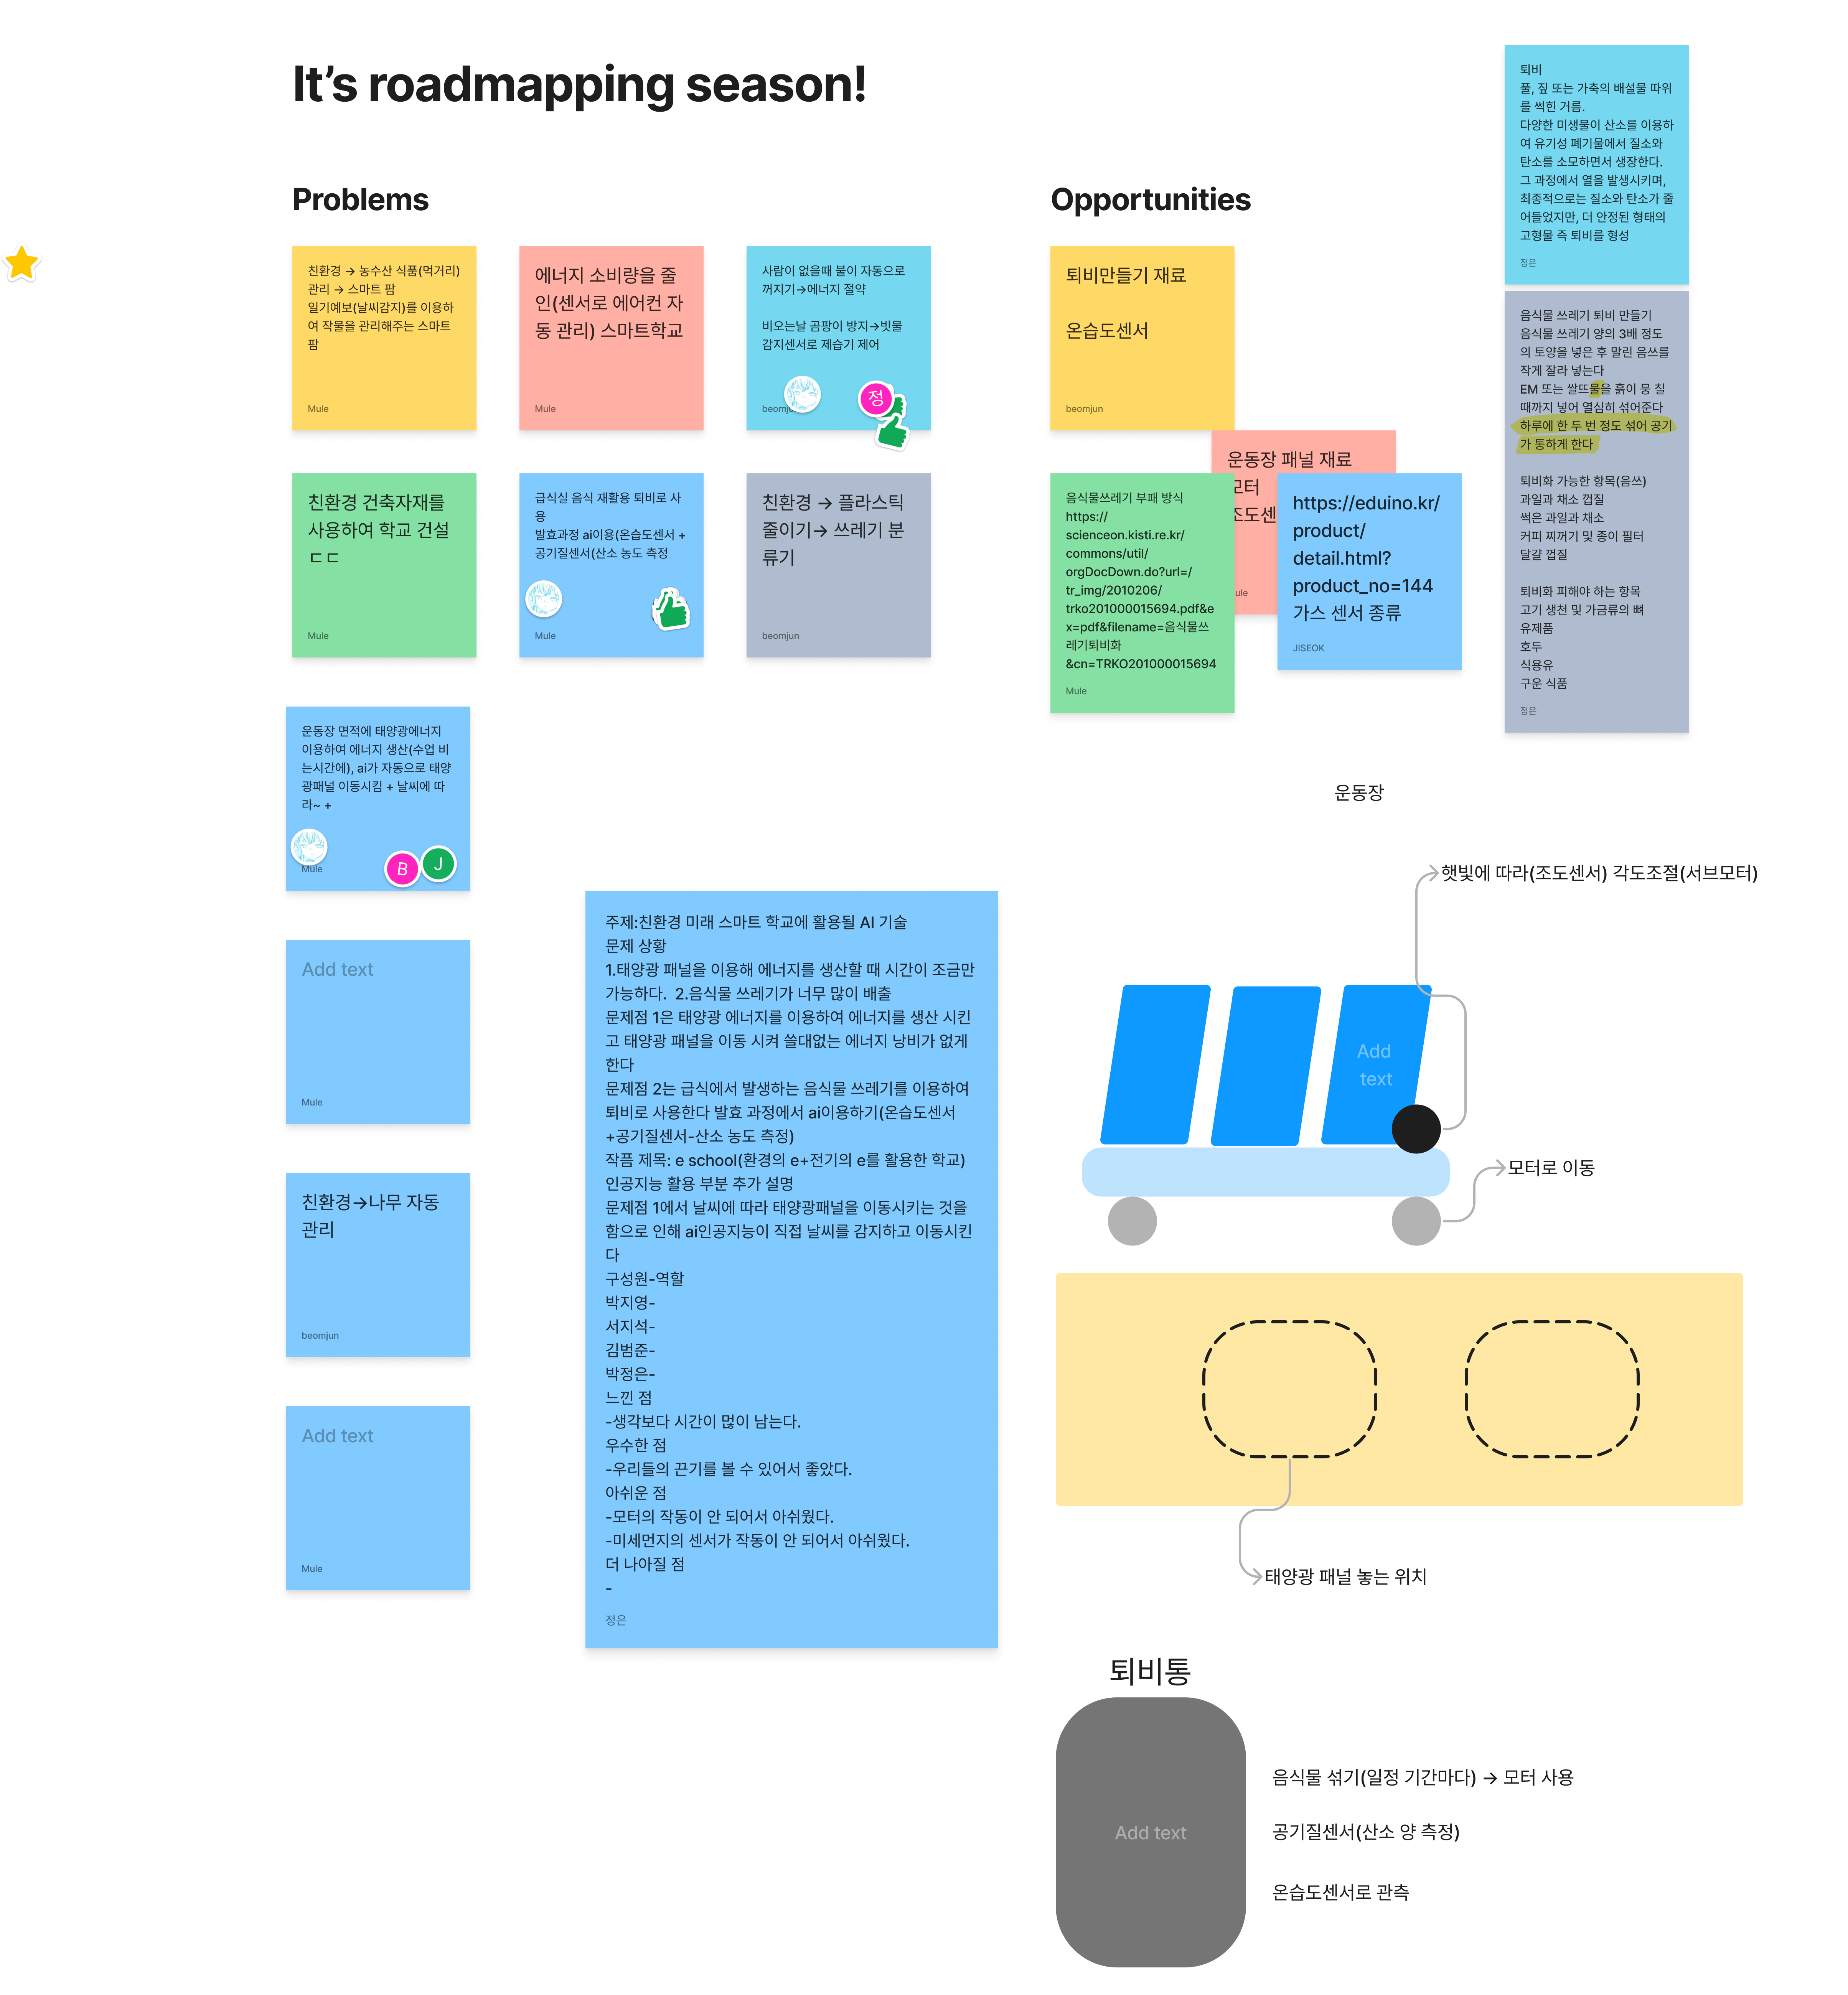 It’s roadmapping season!
Problems
친환경 → 농수산 식품(먹거리)
관리 → 스마트 팜
일기예보(날씨감지)를 이용하
여 작물을 관리해주는 스마트
팜
Mule
에너지 소비량을 줄
인(센서로 에어컨 자
동 관리) 스마트학교
Mule
사람이 없을때 불이 자동으로
꺼지기→에너지 절약
비오는날 곰팡이 방지→빗물
감지센서로 제습기 제어
정
친환경 건축자재를
사용하여 학교 건설
ㄷㄷ
Mule
급식실 음식 재활용 퇴비로 사
용
발효과정 ai이용(온습도센서 +
공기질센서(산소 농도 측정
Mule
친환경 → 플라스틱
줄이기→ 쓰레기 분
류기
beomjun
운동장 면적에 태양광에너지
이용하여 에너지 생산(수업 비
는시간에), ai가 자동으로 태양
광패널 이동시킴 + 날씨에 따
라~ +
Mule
B
J
Add text
Mule
친환경→나무 자동
관리
beomjun
Add text
Mule
주제:친환경 미래 스마트 학교에 활용될 AI 기술
문제 상황
1.태양광 패널을 이용해 에너지를 생산할 때 시간이 조금만
가능하다.  2.음식물 쓰레기가 너무 많이 배출
문제점 1은 태양광 에너지를 이용하여 에너지를 생산 시킨
고 태양광 패널을 이동 시켜 쓸대없는 에너지 낭비가 없게
한다
문제점 2는 급식에서 발생하는 음식물 쓰레기를 이용하여
퇴비로 사용한다 발효 과정에서 ai이용하기(온습도센서
+공기질센서-산소 농도 측정)
작픔 제목: e school(환경의 e+전기의 e를 활용한 학교)
인공지능 활용 부분 추가 설명
문제점 1에서 날씨에 따라 태양광패널을 이동시키는 것을
함으로 인해 ai인공지능이 직접 날씨를 감지하고 이동시킨
다
구성원-역할
박지영-
서지석-
김범준-
박정은-
느낀 점
-생각보다 시간이 멊이 남는다.
우수한 점
-우리들의 끈기를 볼 수 있어서 좋았다.
아쉬운 점
-모터의 작동이 안 되어서 아쉬웠다.
-미세먼지의 센서가 작동이 안 되어서 아쉬웠다.
더 나아질 점
-
정은
Opportunities
퇴비만들기 재료
온습도센서
beomjun
운동장 패널 재료
모터
조도센
음식물쓰레기 부패 방식
https://
scienceon.kisti.re.kr/
commons/util/
orgDocDown.do?url=/
tr_img/2010206/
trko201000015694.pdf&e
x=pdf&filename=음식물쓰
레기퇴비화
&cn=TRKO201000015694
Mule
https://eduino.kr/
product/
detail.html?
product_no=144
가스 센서 종류
JISEOK
퇴비
풀, 짚 또는 가축의 배설물 따위
를 썩힌 거름.
다양한 미생물이 산소를 이용하
여 유기성 폐기물에서 질소와
탄소를 소모하면서 생장한다.
그 과정에서 열을 발생시키며,
최종적으로는 질소와 탄소가 줄
어들었지만, 더 안정된 형태의
고형물 즉 퇴비를 형성
정은
음식물 쓰레기 퇴비 만들기
음식물 쓰레기 양의 3배 정도
의 토양을 넣은 후 말린 음쓰를
작게 잘라 넣는다
EM 또는 쌀뜨물을 흙이 뭉 칠
때까지 넣어 열심히 섞어준다
하루에 한 두 번 정도 섞어 공기
가 통하게 한다
퇴비화 가능한 항목(음쓰)
과일과 채소 껍질
썩은 과일과 채소
커피 찌꺼기 및 종이 필터
달걀 껍질
퇴비화 피해야 하는 항목
고기 생천 및 가금류의 뼈
유제품
호두
식용유
구운 식품
정은
운동장
햇빛에 따라(조도센서) 각도조절(서브모터)
Add
text
모터로 이동
태양광 패널 놓는 위치
퇴비통
Add text
음식물 섞기(일정 기간마다) → 모터 사용
공기질센서(산소 양 측정)
온습도센서로 관측